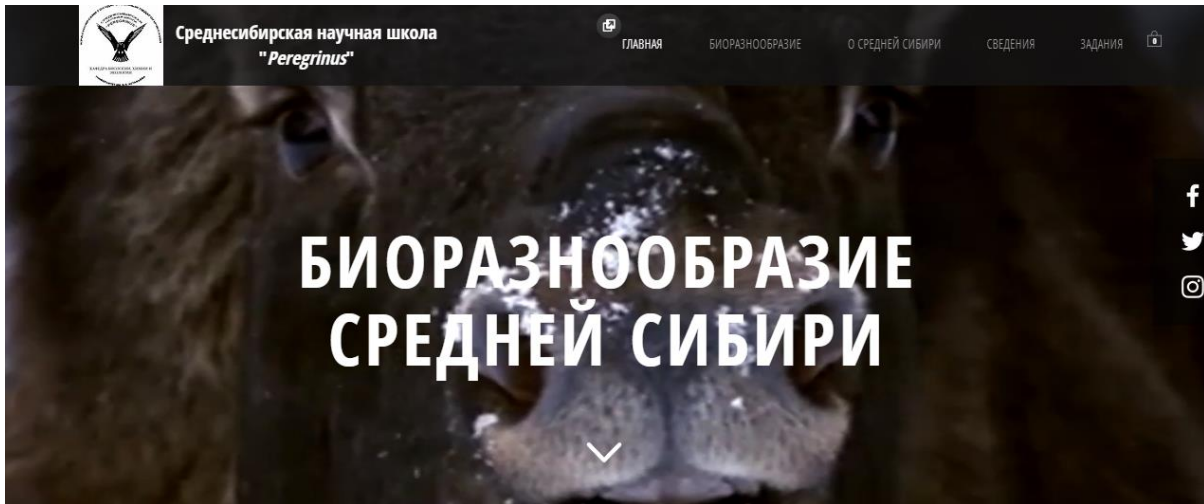 Среднесибирская научная школа
"Peregrinus"
ГЛАВНАЯ
БИОРАЗНООБРАЗИЕ
О СРЕДНЕЙ СИБИРИ
СВЕДЕНИЯ
ЗАДАНИЯ
0
БИОРАЗНООБРАЗИЕ
СРЕДНЕЙ СИБИРИ